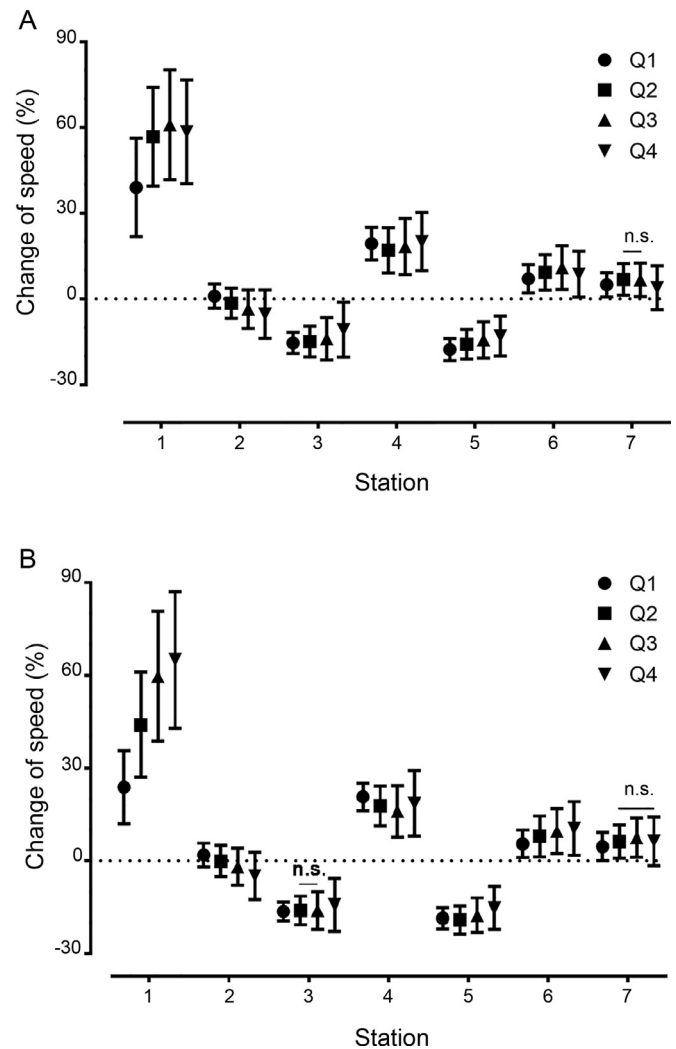 A
Change of speed (%)
90
60
30
0
-30
Q1
Q2
Q3
Q4
n.s.
1 2 3 4 5 6 7
Station
B
Change of speed (%)
90
60
30
0
-30
Q1
Q2
Q3
Q4
n.s.
n.s.
1 2 3 4 5 6 7
Station